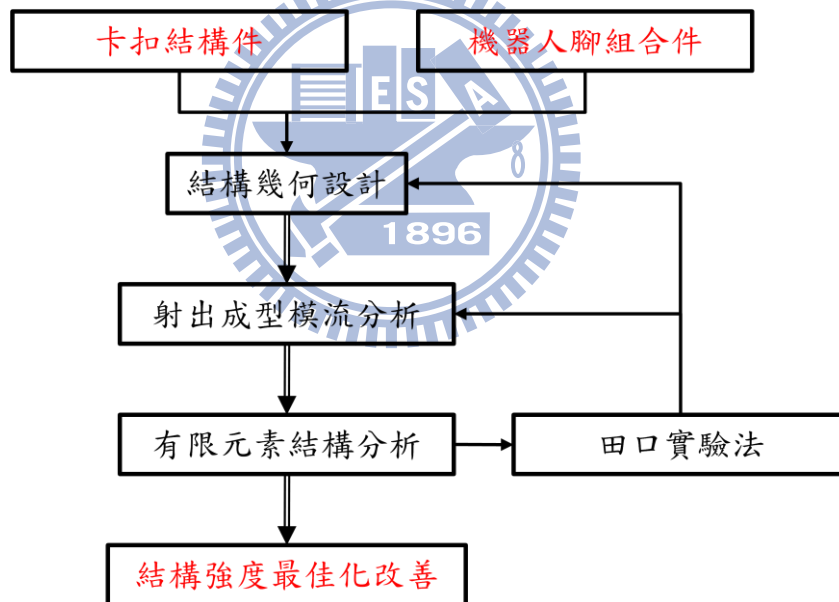 卡扣結構件
機器人腳組合件
E S
A
結構幾何設計
1896
射出成型模流分析
有限元素結構分析
田口實驗法
結構強度最佳化改善